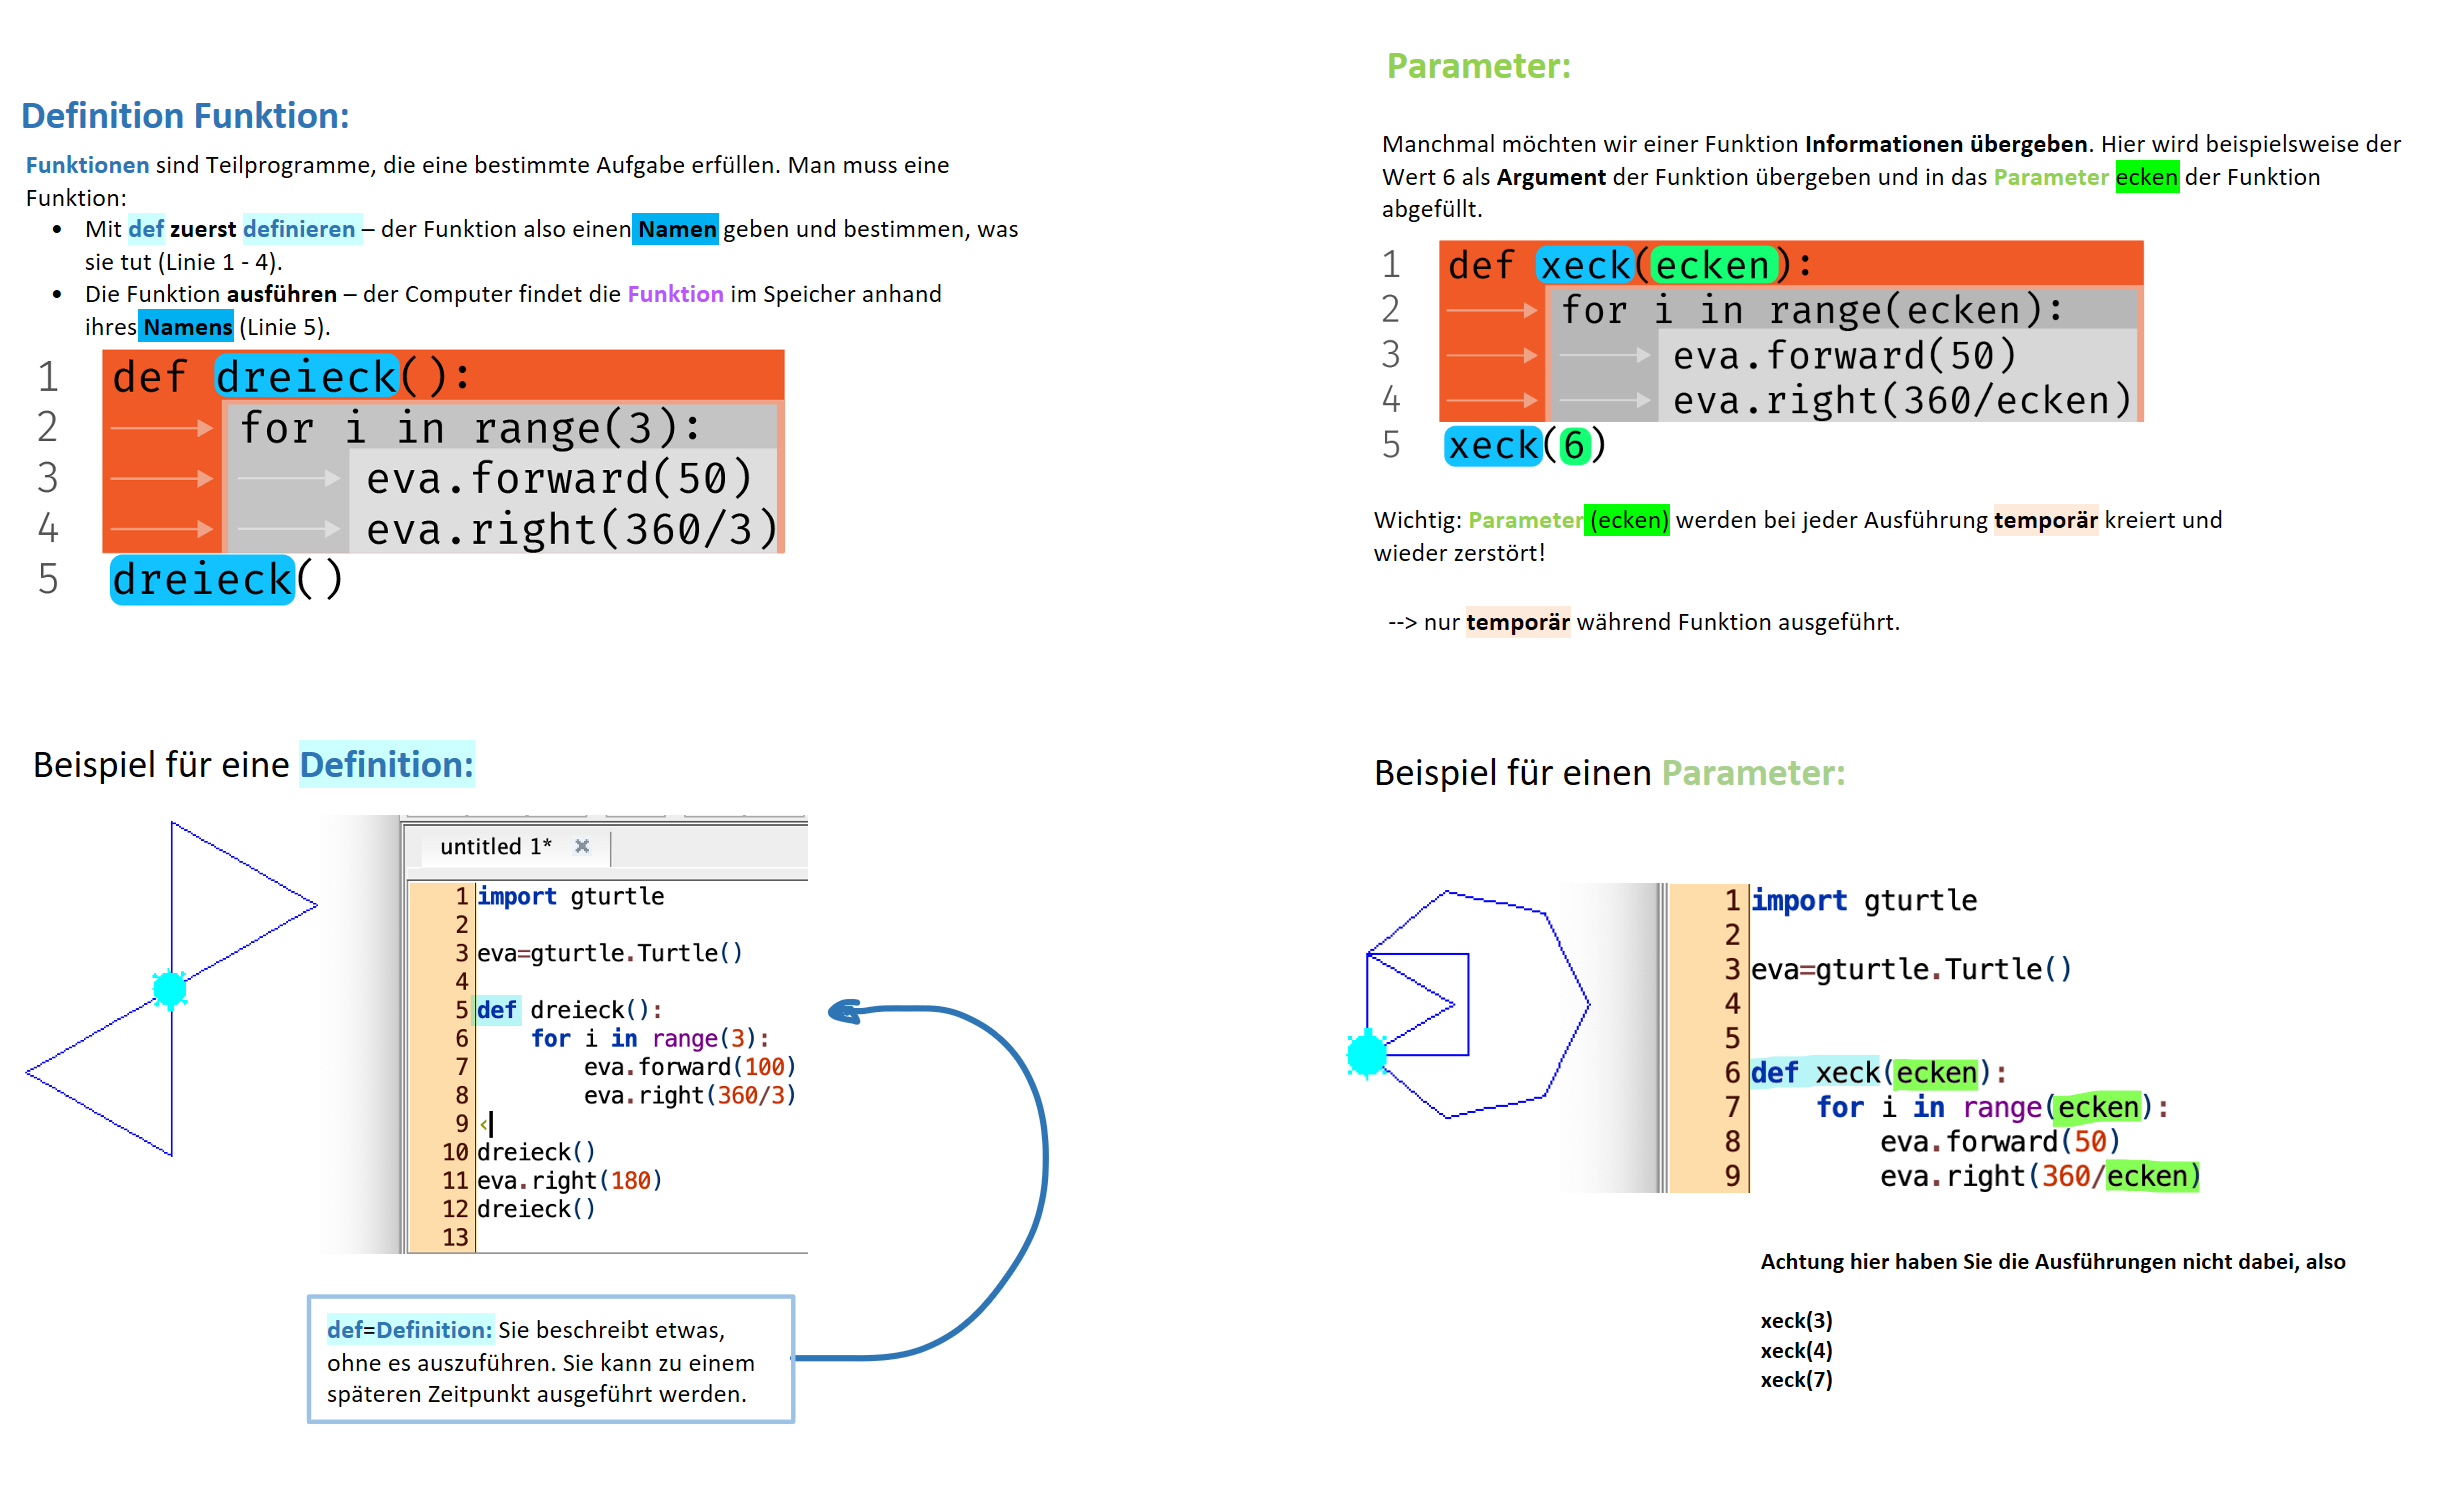 Definition Funktion:
Funktionen sind Teilprogramme, die eine bestimmte Aufgabe erfüllen. Man muss eine
Funktion:
• Mit def zuerst definieren – der Funktion also einen Namen geben und bestimmen, was
sie tut (Linie 1 - 4).
• Die Funktion ausführen – der Computer findet die Funktion im Speicher anhand
ihres Namens (Linie 5).
1 def dreieck():
2 for i in range(3):
3 eva.forward(50)
4 eva.right(360/3)
5 dreieck()
Beispiel für eine Definition:
untitled 1*
1 import gturtle
2
3 eva=gturtle.Turtle()
4
5 def dreieck():
6 for i in range(3):
7 eva.forward(100)
8 eva.right(360/3)
9
10 dreieck()
11 eva.right(180)
12 dreieck()
13
def=Definition: Sie beschreibt etwas,
ohne es auszuführen. Sie kann zu einem
späteren Zeitpunkt ausgeführt werden.
Parameter:
Manchmal möchten wir einer Funktion Informationen übergeben. Hier wird beispielsweise der
Wert 6 als Argument der Funktion übergeben und in das Parameter ecken der Funktion
abgefüllt.
1 def xeck(ecken):
2 for i in range(ecken):
3 eva.forward(50)
4 eva.right(360/ecken)
5 xeck(6)
Wichtig: Parameter (ecken) werden bei jeder Ausführung temporär kreiert und
wieder zerstört!
--> nur temporär während Funktion ausgeführt.
Beispiel für einen Parameter:
1 import gturtle
2
3 eva=gturtle.Turtle()
4
5
6 def xeck(ecken):
7 for i in range(ecken):
8 eva.forward(50)
9 eva.right(360/ecken)
Achtung hier haben Sie die Ausführungen nicht dabei, also
xeck(3)
xeck(4)
xeck(7)